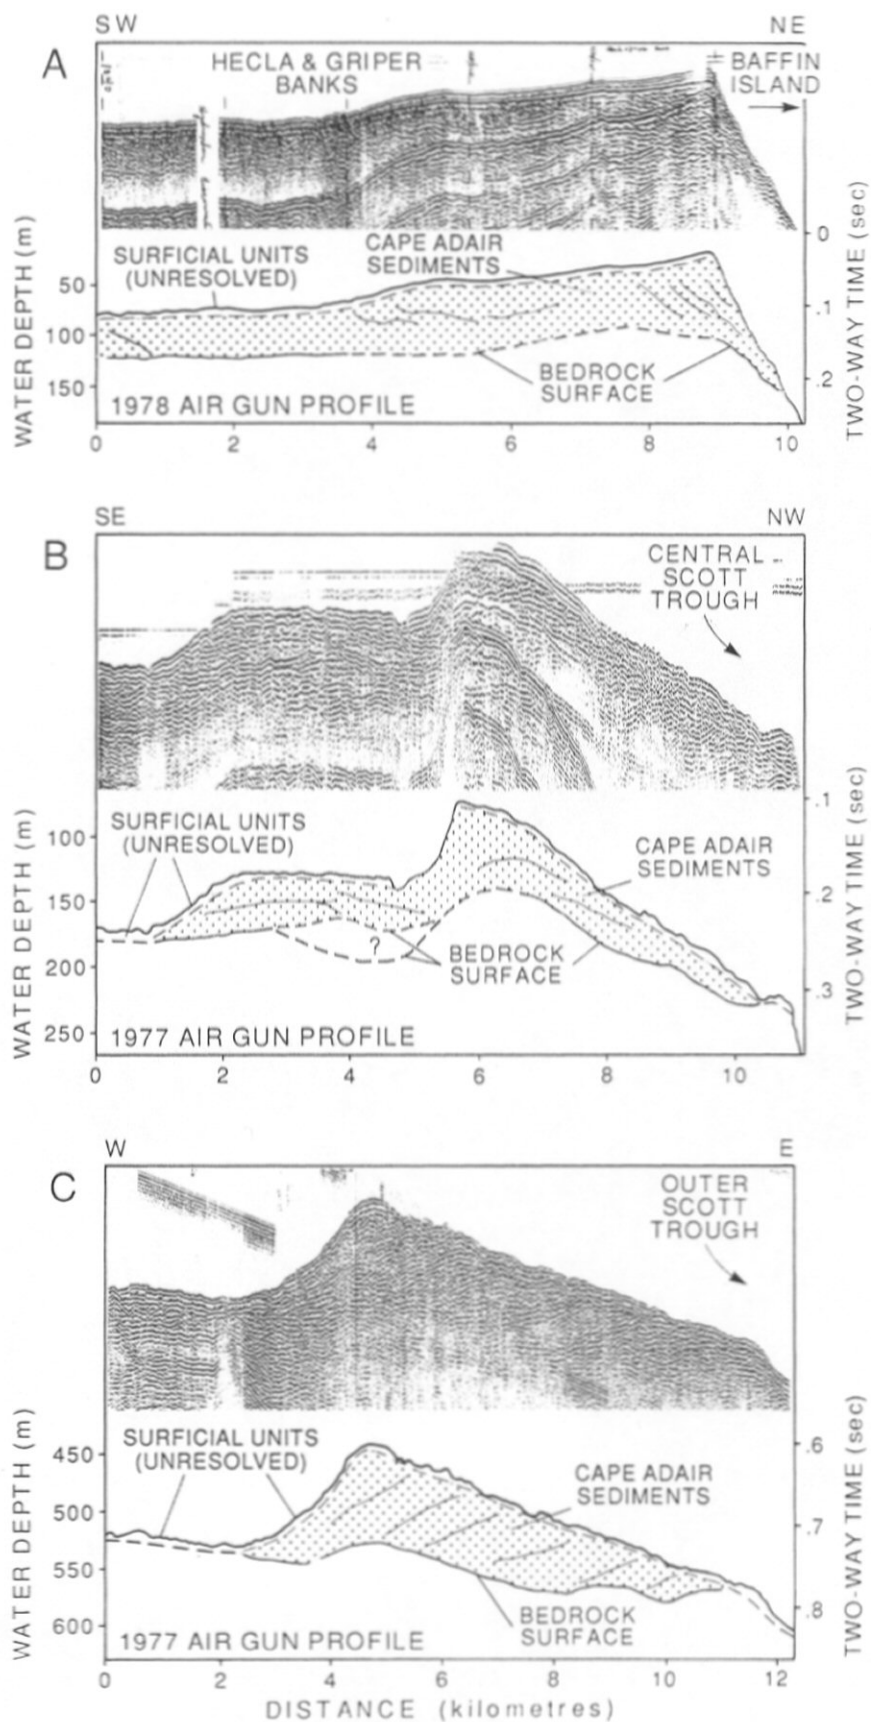 SW NE
A
HECLA & GRIPER
BANKS
BAFFIN
ISLAND
WATER DEPTH (m)
TWO-WAY TIME (sec)
0
SURFICIAL UNITS
(UNRESOLVED)
CAPE ADAIR
SEDIMENTS
50
.1
100
BEDROCK
SURFACE
150
.2
1978 AIR GUN PROFILE
0 2 4 6 8 10
SE NW
B
CENTRAL
SCOTT
TROUGH
WATER DEPTH (m)
TWO-WAY TIME (sec)
.1
SURFICIAL UNITS
(UNRESOLVED)
100
CAPE ADAIR
SEDIMENTS
150
.2
?
BEDROCK
SURFACE
200
.3
250
1977 AIR GUN PROFILE
0 2 4 6 8 10
W E
C
OUTER
SCOTT
TROUGH
WATER DEPTH (m)
TWO-WAY TIME (sec)
SURFICIAL UNITS
(UNRESOLVED)
.6
450
CAPE ADAIR
SEDIMENTS
500
.7
550
BEDROCK
SURFACE
.8
600
1977 AIR GUN PROFILE
0 2 4 6 8 10 12
DISTANCE (kilometres)